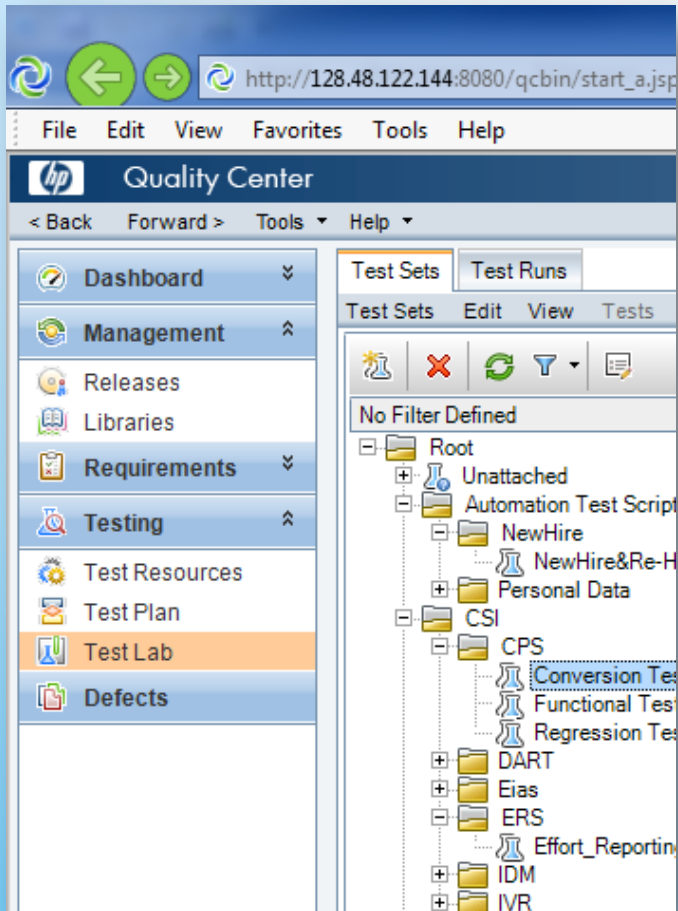 http://128.48.122.144:8080/qcbin/start_a.jsp
File Edit View Favorites Tools Help
hp Quality Center
< Back Forward > Tools Help
Dashboard
Management
Releases
Libraries
Requirements
Testing
Test Resources
Test Plan
Test Lab
Defects
Test Sets Test Runs
Test Sets Edit View Tests
No Filter Defined
Root
Unattached
Automation Test Script
NewHire
NewHire&Re-H
Personal Data
CSI
CPS
Conversion Tes
Functional Test
Regression Tes
DART
Eias
ERS
Effort_Reporting
IDM
IVR